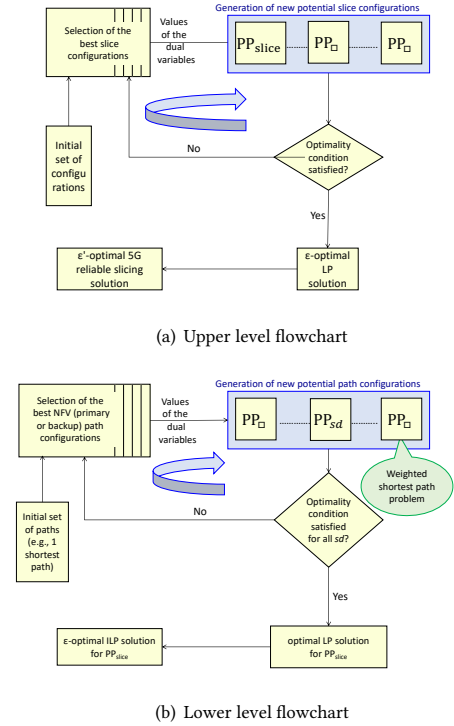 Generation of new potential slice configurations
Selection of the
best slice
configurations
Values
of the
dual
variables
PPslice
PP□
PP□
Initial
set of
configu
rations
No
Optimality
condition
satisfied?
Yes
ε'-optimal 5G
reliable slicing
solution
ε-optimal
LP
solution
(a) Upper level flowchart
Generation of new potential path configurations
Selection of the
best NFV (primary
or backup) path
configurations
Values
of the
dual
variables
PP□
PPsd
PP□
Weighted
shortest path
problem
Initial set
of paths
(e.g., 1
shortest
path)
No
Optimality
condition
satisfied
for all sd?
Yes
ε-optimal ILP solution
for PPslice
optimal LP solution
for PPslice
(b) Lower level flowchart